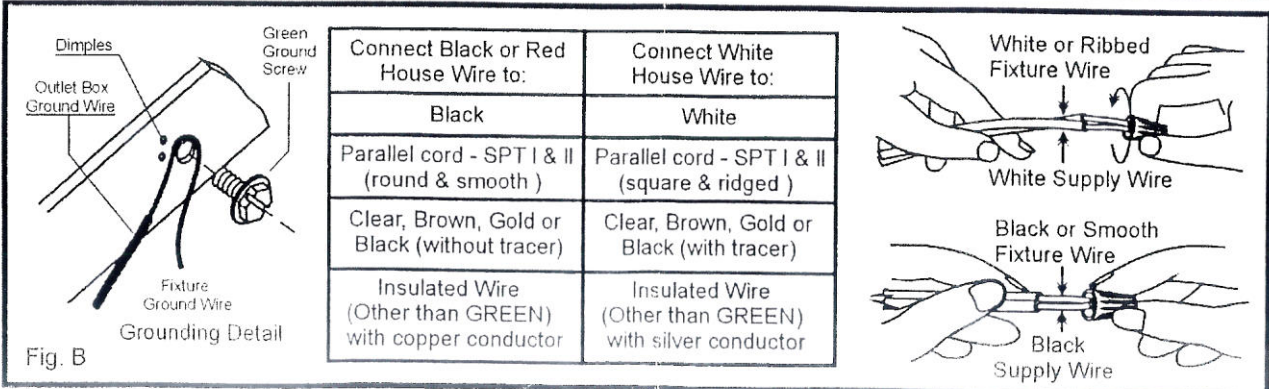 Dimples
Green
Ground
Screw
Outlet Box
Ground Wire
Fixture
Ground Wire
Grounding Detail
Fig. B
Connect Black or Red
House Wire to:
Connect White
House Wire to:
Black
White
Parallel cord - SPT I & II
(round & smooth )
Parallel cord - SPT I & II
(square & ridged )
Clear, Brown, Gold or
Black (without tracer)
Clear, Brown, Gold or
Black (with tracer)
Insulated Wire
(Other than GREEN)
with copper conductor
Insulated Wire
(Other than GREEN)
with silver conductor
White or Ribbed
Fixture Wire
White Supply Wire
Black or Smooth
Fixture Wire
Black
Supply Wire